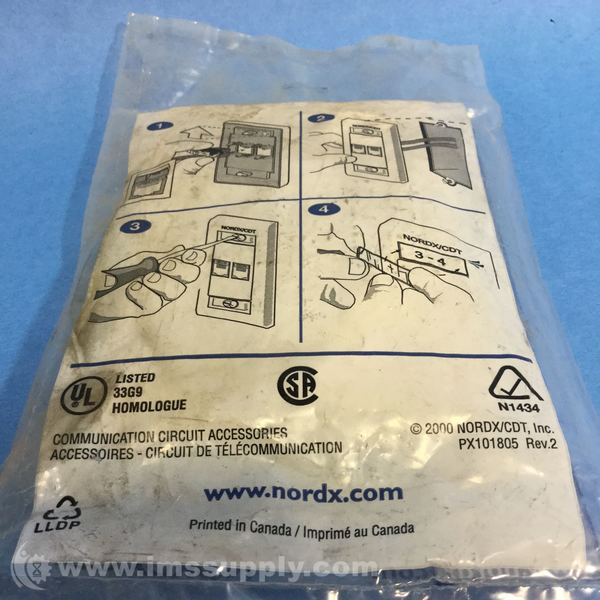 1
2
3
NORDX/CDT
4
NORDX/CDT
3 - 4
UL
LISTED
33G9
HOMOLOGUE
SA
N1434
COMMUNICATION CIRCUIT ACCESSORIES
ACCESSOIRES - CIRCUIT DE TÉLÉCOMMUNICATION
© 2000 NORDX/CDT, Inc.
PX101805 Rev.2
www.nordx.com
LLDP
Printed in Canada / Imprimé au Canada
www.imssupply.com